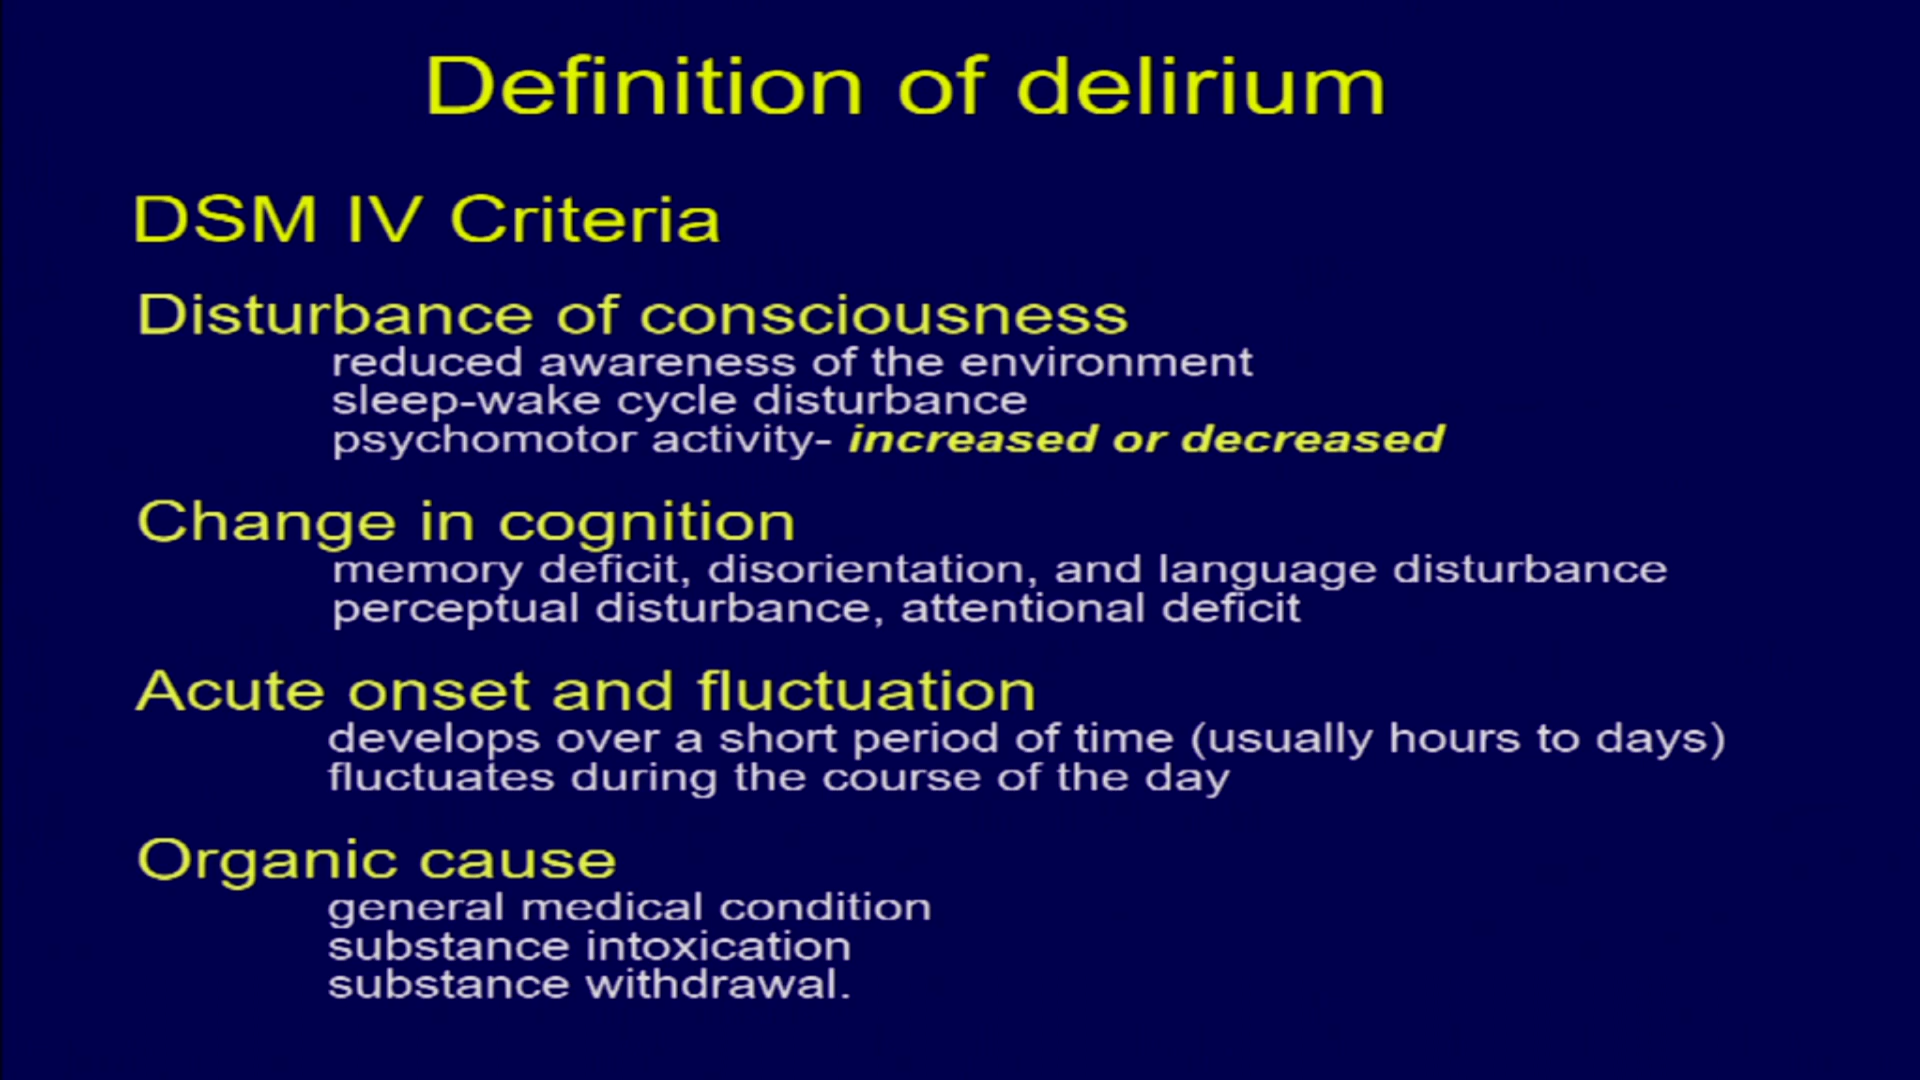 Definition of delirium
DSM IV Criteria
Disturbance of consciousness
reduced awareness of the environment
sleep-wake cycle disturbance
psychomotor activity- increased or decreased
Change in cognition
memory deficit, disorientation, and language disturbance
perceptual disturbance, attentional deficit
Acute onset and fluctuation
develops over a short period of time (usually hours to days)
fluctuates during the course of the day
Organic cause
general medical condition
substance intoxication
substance withdrawal.